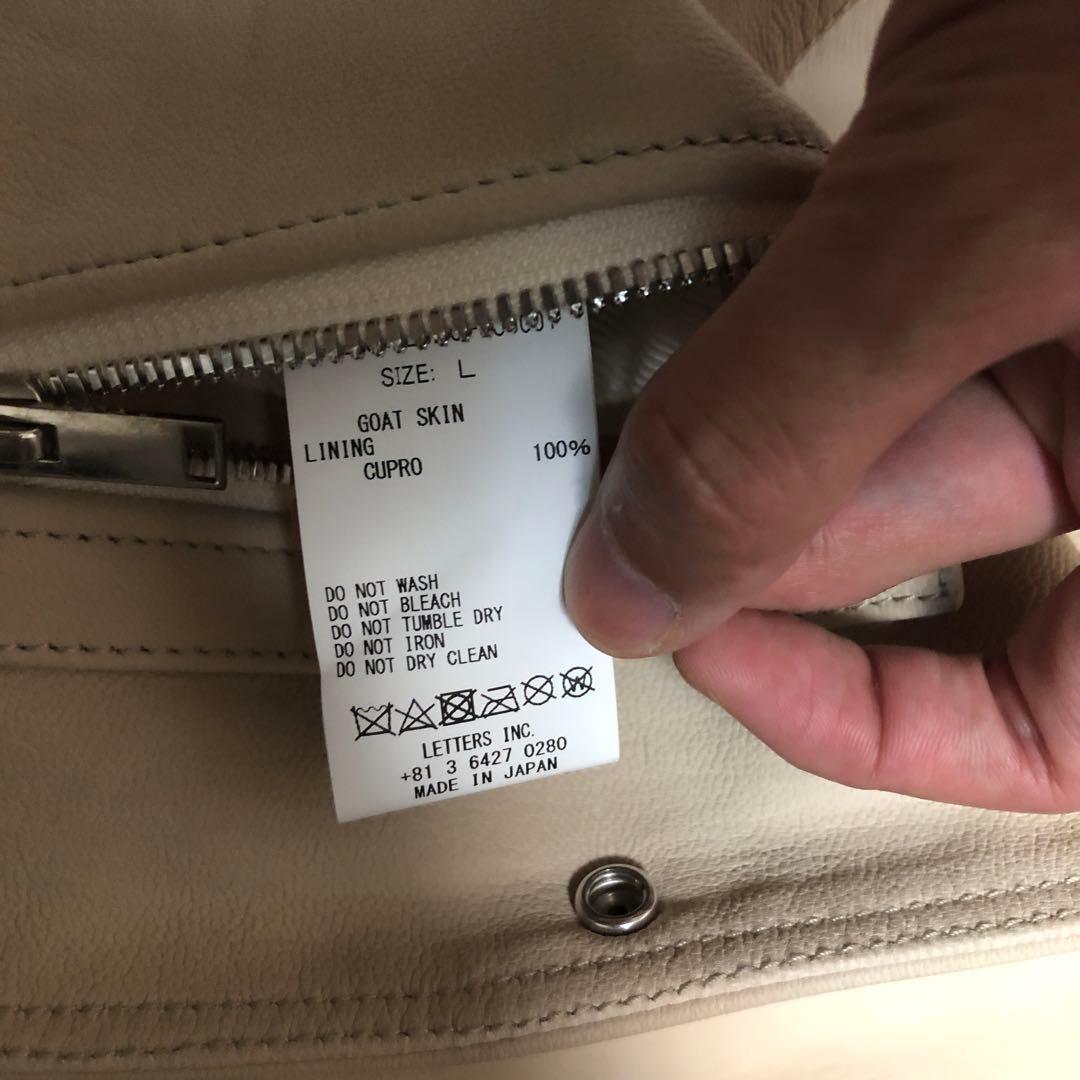 SIZE: L
GOAT SKIN
LINING
CUPRO 100%
DO NOT WASH
DO NOT BLEACH
DO NOT TUMBLE DRY
DO NOT IRON
DO NOT DRY CLEAN
W
LETTERS INC.
+81 3 6427 0280
MADE IN JAPAN